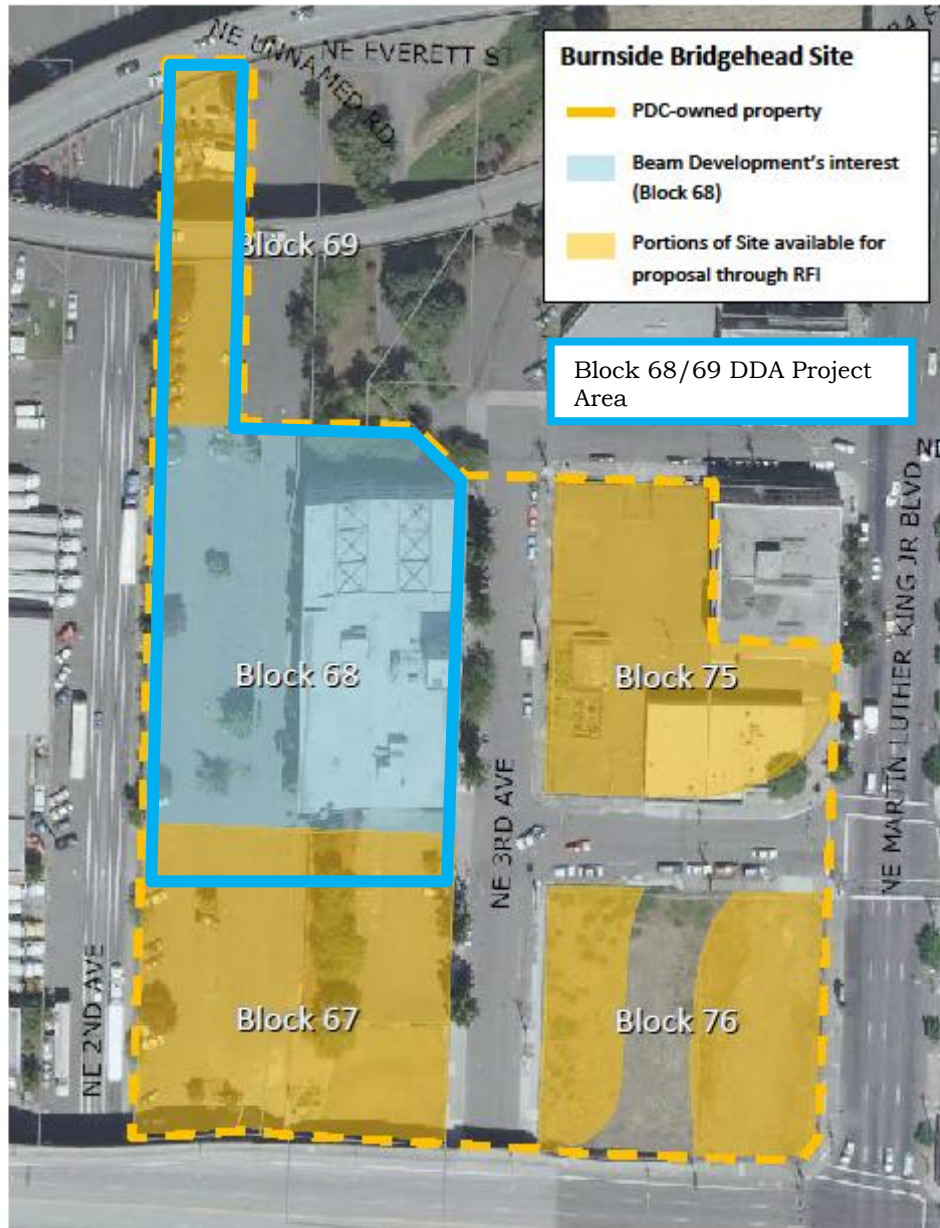 NE UNNAMED RD
NE EVERETT ST
Burnside Bridgehead Site
PDC-owned property
Beam Development's interest
(Block 68)
Portions of Site available for
proposal through RFI
Block 69
Block 68/69 DDA Project
Area
NE
Block 68
Block 75
NE 3RD AVE
NE MARTIN LUTHER KING JR BLVD
NE 2ND AVE
Block 67
Block 76